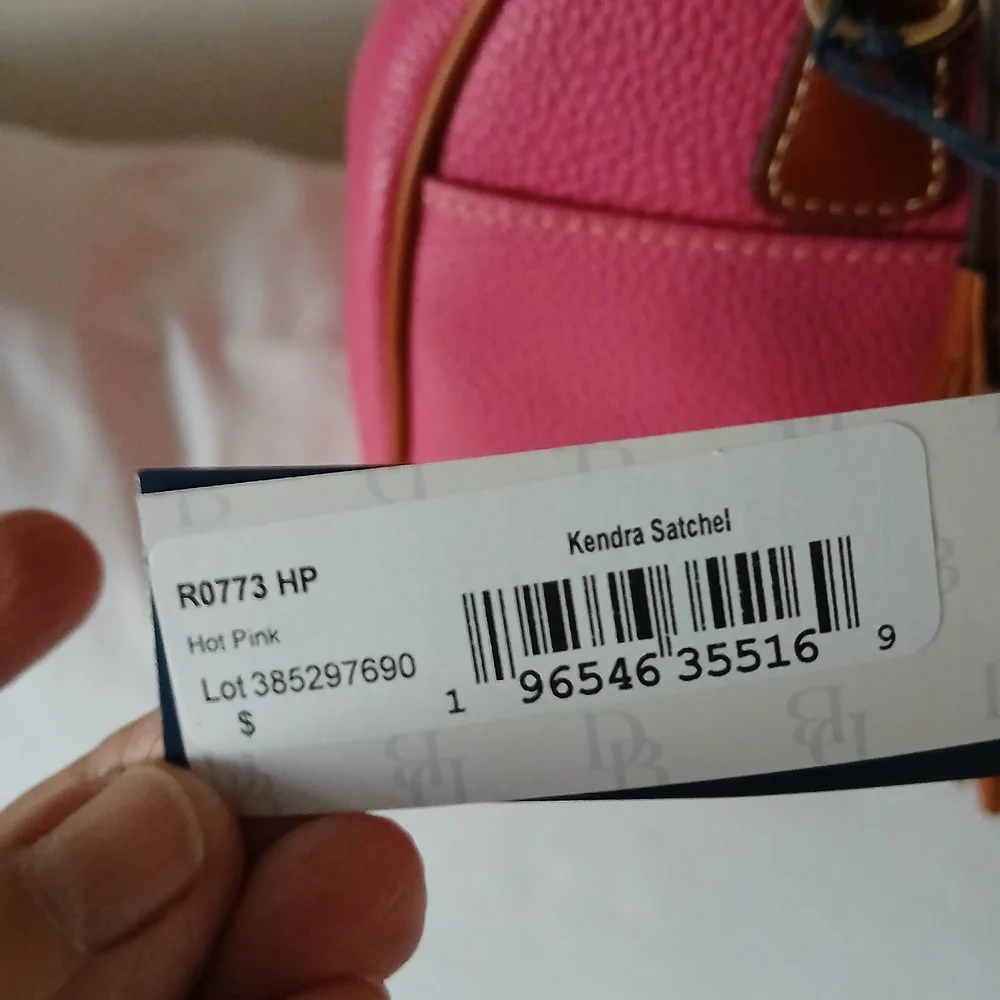 Kendra Satchel
R0773 HP
Hot Pink
Lot 385297690
$
1 96546 35516 9